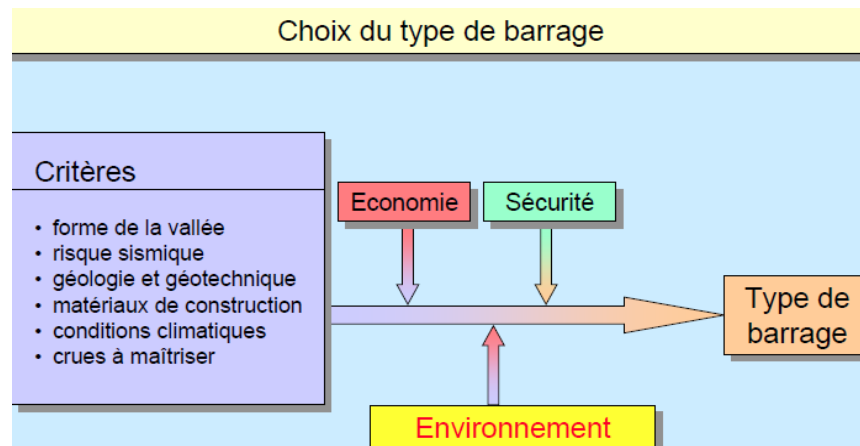 Choix du type de barrage
Critères
• forme de la vallée
• risque sismique
• géologie et géotechnique
• matériaux de construction
• conditions climatiques
• crues à maîtriser
Economie
Sécurité
Type de
barrage
Environnement